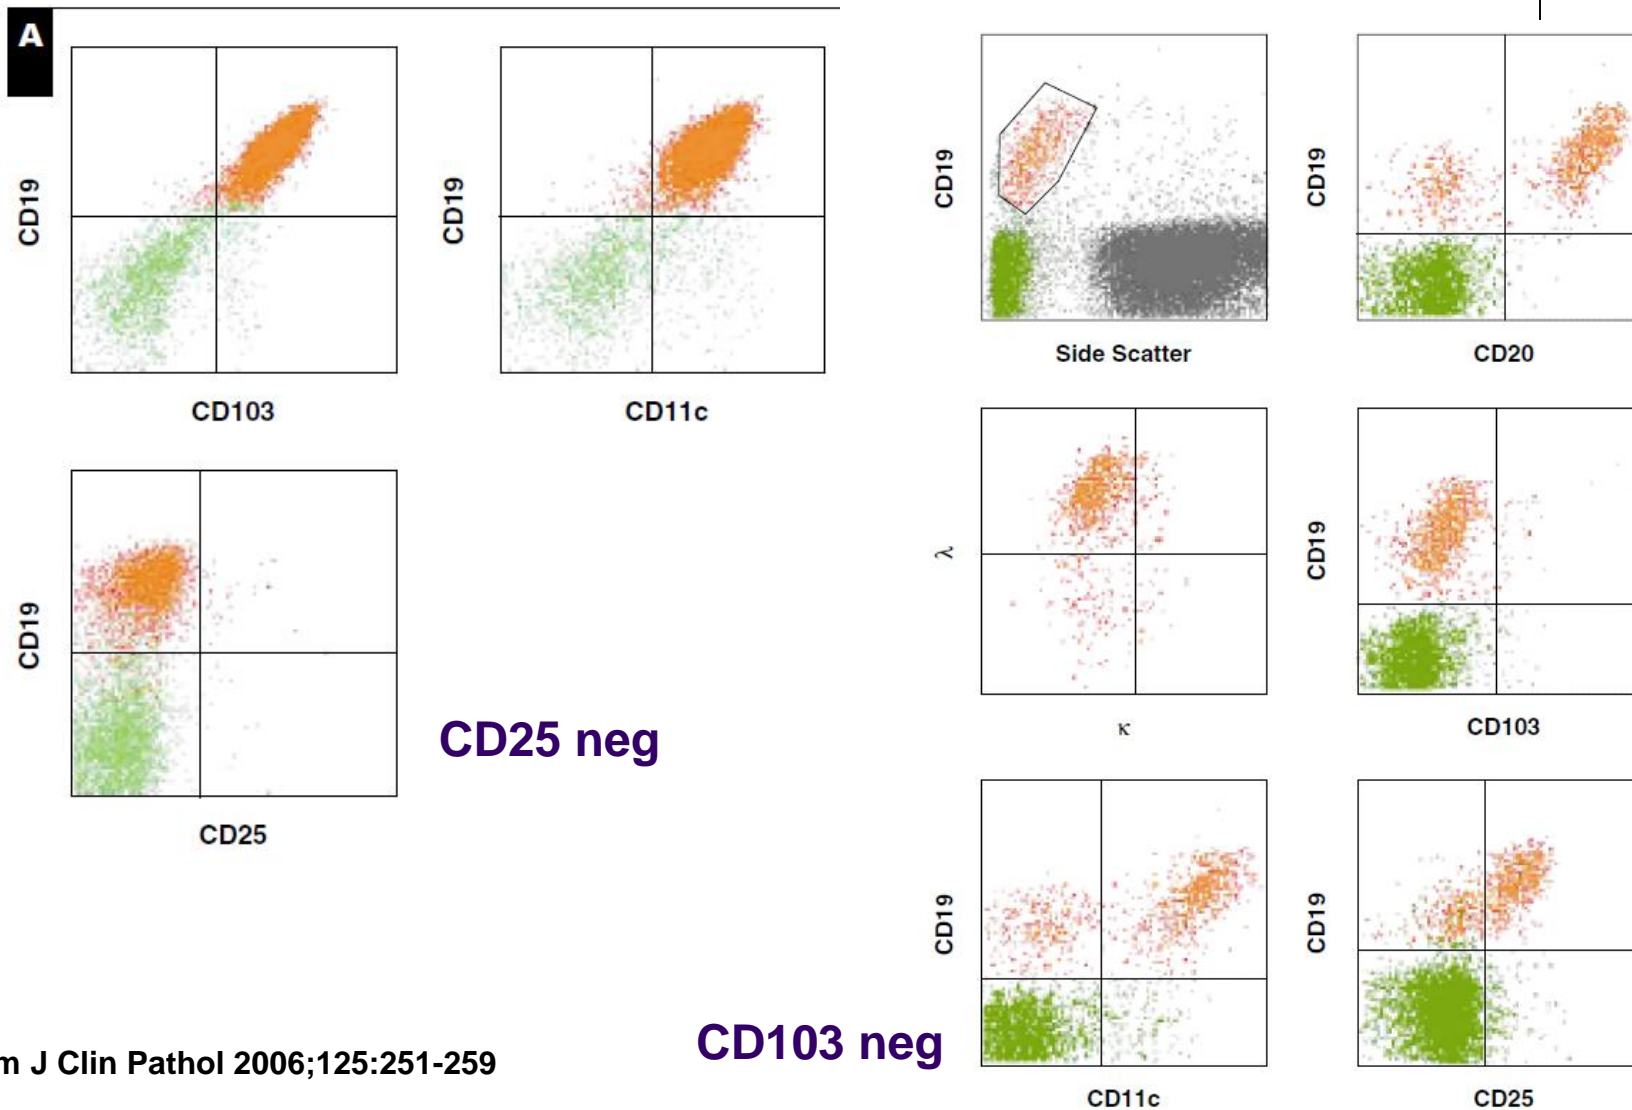 A
CD19
CD103
CD19
CD11c
CD19
CD25
CD25 neg
CD19
Side Scatter
CD19
CD20
λ
κ
CD19
CD103
CD19
CD11c
CD19
CD25
CD103 neg
m J Clin Pathol 2006;125:251-259